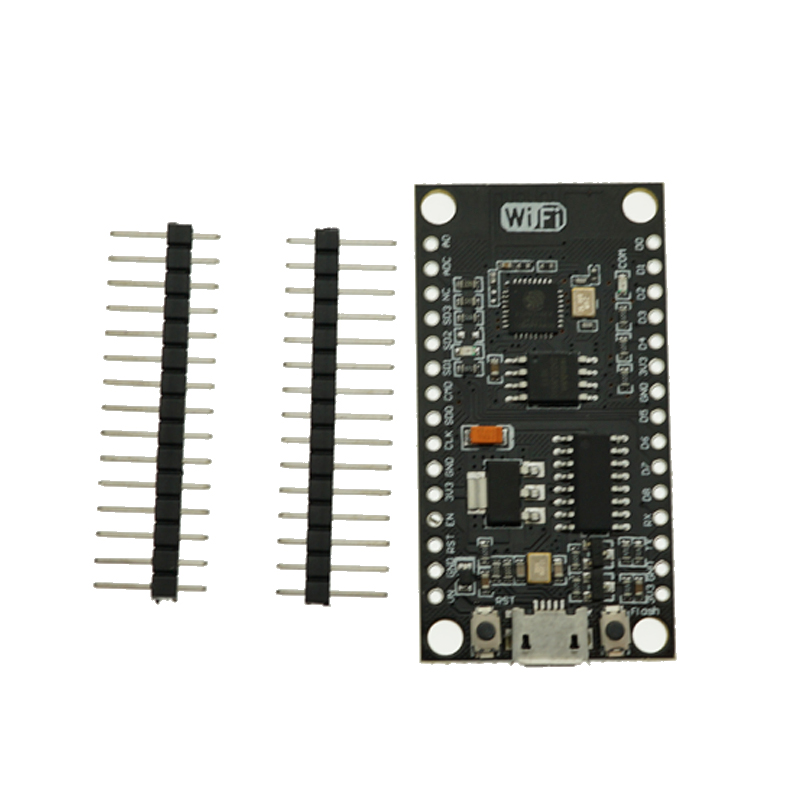 WiFi
A0
ADC
NC
SD3
SD2
SD1
CMD
SD0
CLK
GND
3V3
EN
RST
GND
VIN
COM
D0
D1
D2
D3
D4
3V3
GND
D5
D6
D7
D8
RX
TX
GND
3V3
RST
Flash